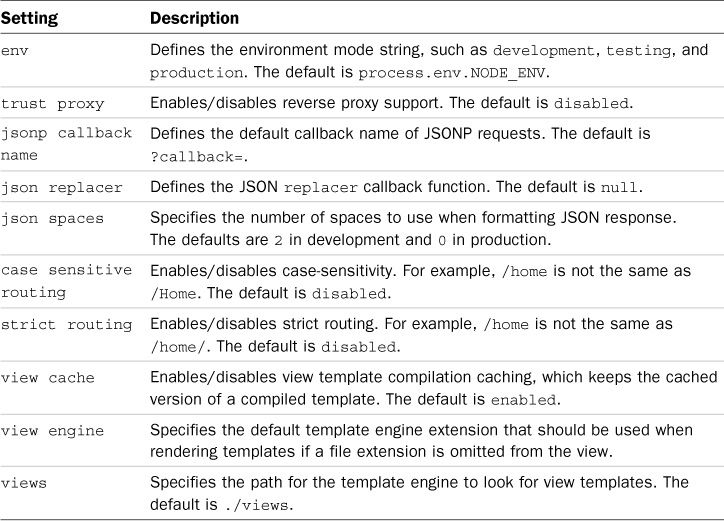 Setting Description
env Defines the environment mode string, such as development, testing, and
production. The default is process.env.NODE_ENV.
trust proxy Enables/disables reverse proxy support. The default is disabled.
jsonp callback Defines the default callback name of JSONP requests. The default is
name ?callback=.
json replacer Defines the JSON replacer callback function. The default is null.
json spaces Specifies the number of spaces to use when formatting JSON response.
The defaults are 2 in development and 0 in production.
case sensitive Enables/disables case-sensitivity. For example, /home is not the same as
routing /Home. The default is disabled.
strict routing Enables/disables strict routing. For example, /home is not the same as
/home/. The default is disabled.
view cache Enables/disables view template compilation caching, which keeps the cached
version of a compiled template. The default is enabled.
view engine Specifies the default template engine extension that should be used when
rendering templates if a file extension is omitted from the view.
views Specifies the path for the template engine to look for view templates. The
default is ./views.